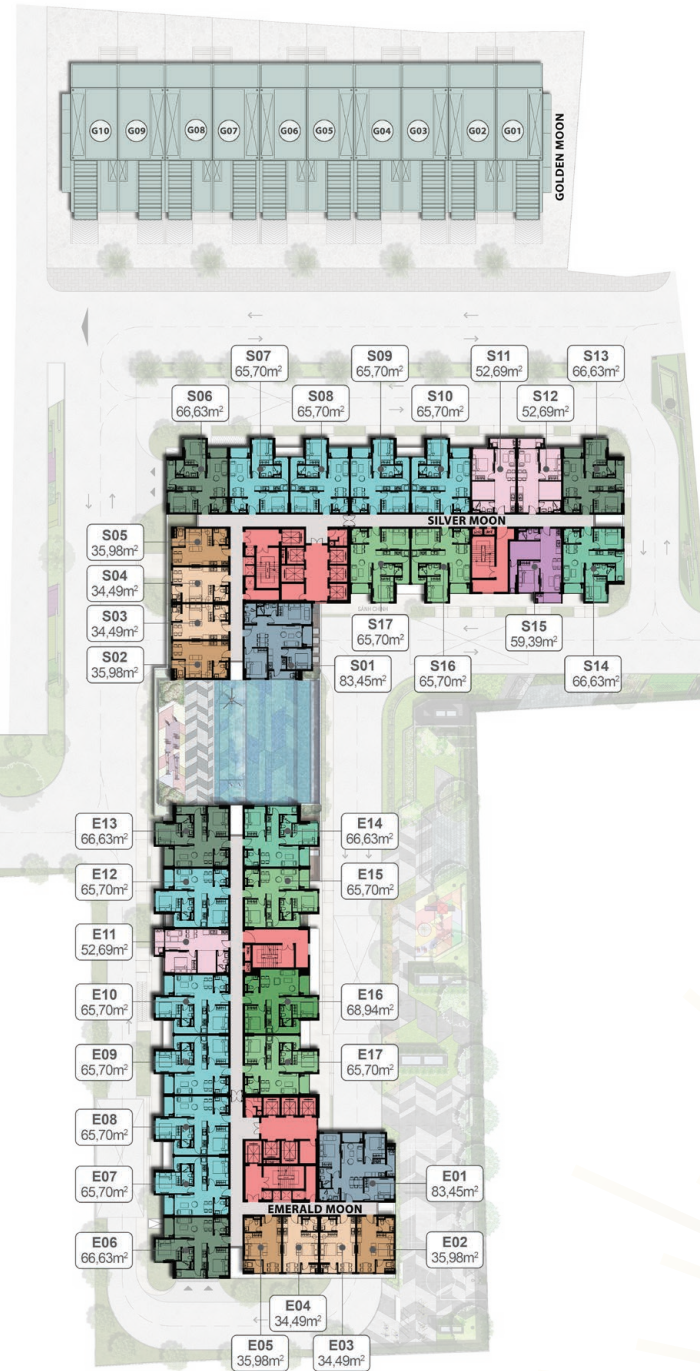 G10
G09
G08
G07
G06
G05
G04
G03
G02
G01
GOLDEN MOON
S07
65,70m²
S09
65,70m²
S11
52,69m²
S13
66,63m²
S06
66,63m²
S08
65,70m²
S10
65,70m²
S12
52,69m²
SILVER MOON
S05
35,98m²
S04
34,49m²
S03
34,49m²
S02
35,98m²
SẢNH CHÍNH
S17
65,70m²
S15
59,39m²
S01
83,45m²
S16
65,70m²
S14
66,63m²
E13
66,63m²
E14
66,63m²
E12
65,70m²
E15
65,70m²
E11
52,69m²
E10
65,70m²
E16
68,94m²
E09
65,70m²
E17
65,70m²
E08
65,70m²
E07
65,70m²
E01
83,45m²
EMERALD MOON
E06
66,63m²
E02
35,98m²
E04
34,49m²
E05
35,98m²
E03
34,49m²